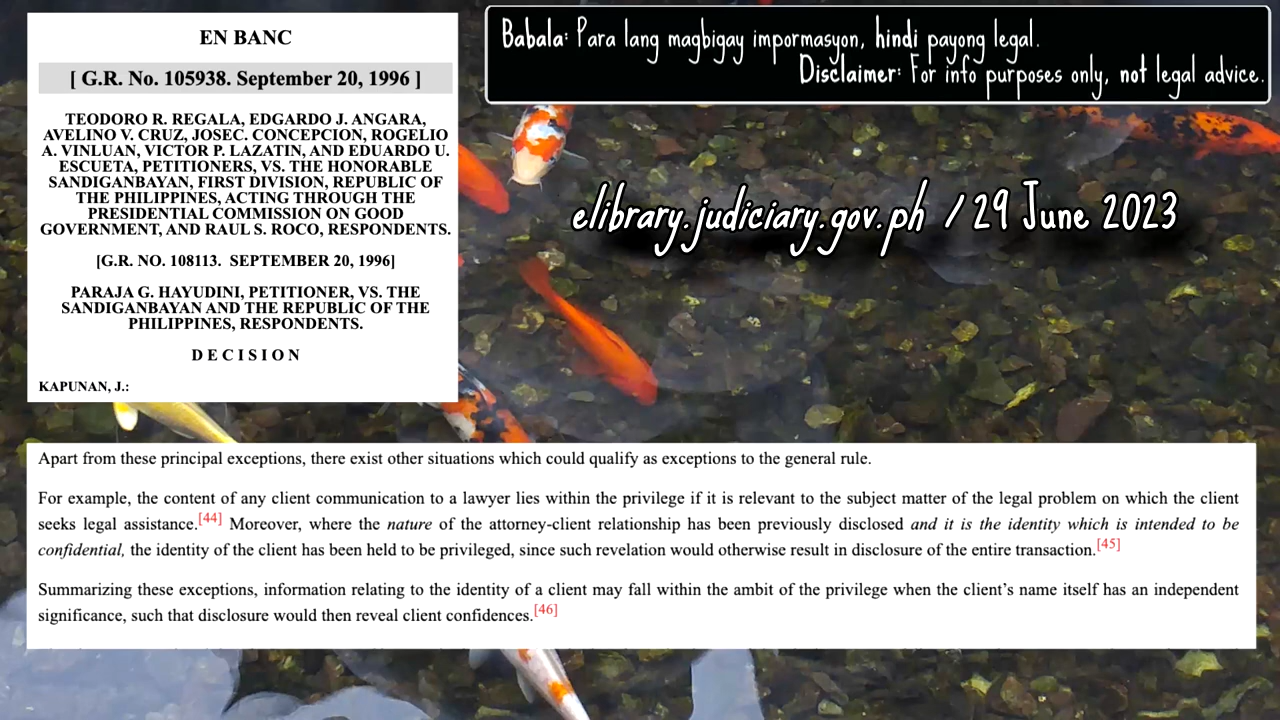 EN BANC
[ G.R. No. 105938. September 20, 1996 ]
TEODORO R. REGALA, EDGARDO J. ANGARA,
AVELINO V. CRUZ, JOSEC. CONCEPCION, ROGELIO
A. VINLUAN, VICTOR P. LAZATIN, AND EDUARDO U.
ESCUETA, PETITIONERS, VS. THE HONORABLE
SANDIGANBAYAN, FIRST DIVISION, REPUBLIC OF
THE PHILIPPINES, ACTING THROUGH THE
PRESIDENTIAL COMMISSION ON GOOD
GOVERNMENT, AND RAUL S. ROCO, RESPONDENTS.
[G.R. NO. 108113. SEPTEMBER 20, 1996]
PARAJA G. HAYUDINI, PETITIONER, VS. THE
SANDIGANBAYAN AND THE REPUBLIC OF THE
PHILIPPINES, RESPONDENTS.
D E C I S I O N
KAPUNAN, J.:
Babala: Para lang magbigay impormasyon, hindi payong legal.
Disclaimer: For info purposes only, not legal advice.
elibrary.judiciary.gov.ph / 29 June 2023
Apart from these principal exceptions, there exist other situations which could qualify as exceptions to the general rule.
For example, the content of any client communication to a lawyer lies within the privilege if it is relevant to the subject matter of the legal problem on which the client
seeks legal assistance.[44] Moreover, where the nature of the attorney-client relationship has been previously disclosed and it is the identity which is intended to be
confidential, the identity of the client has been held to be privileged, since such revelation would otherwise result in disclosure of the entire transaction.[45]
Summarizing these exceptions, information relating to the identity of a client may fall within the ambit of the privilege when the client's name itself has an independent
significance, such that disclosure would then reveal client confidences.[46]